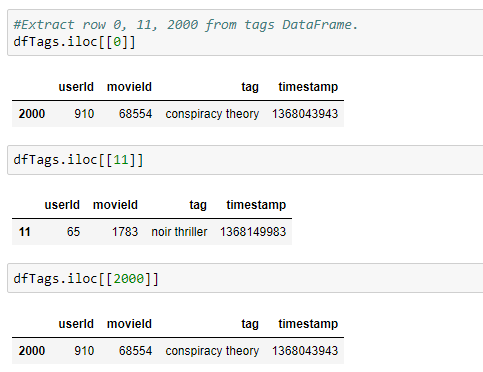 #Extract row 0, 11, 2000 from tags DataFrame.
dfTags.iloc[[0]]
userId movieId tag timestamp
2000 910 68554 conspiracy theory 1368043943
dfTags.iloc[[11]]
userId movieId tag timestamp
11 65 1783 noir thriller 1368149983
dfTags.iloc[[2000]]
userId movieId tag timestamp
2000 910 68554 conspiracy theory 1368043943